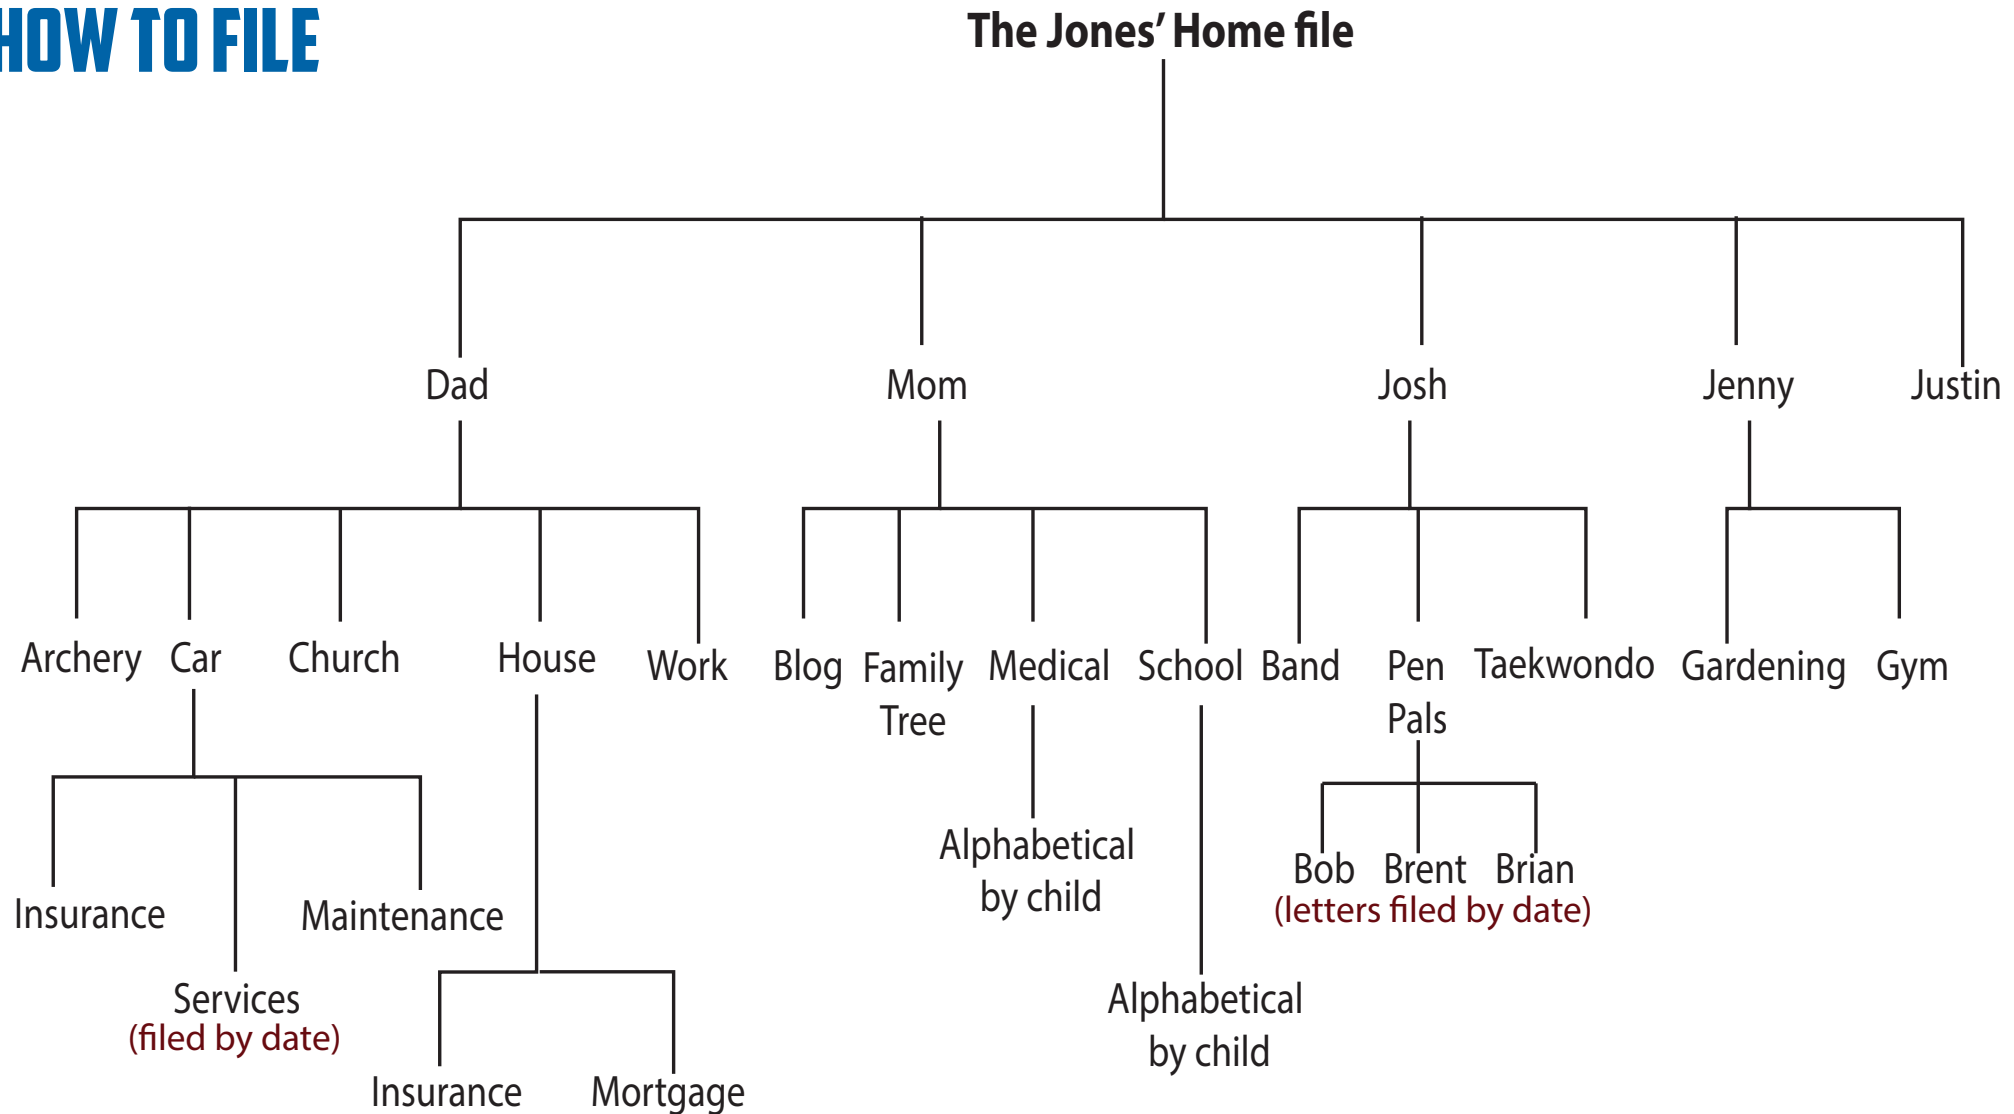 HOW TO FILE
The Jones’ Home file
Dad
Mom
Josh
Jenny
Justin
Archery
Car
Church
House
Work
Blog
Family
Tree
Medical
School
Band
Pen
Pals
Taekwondo
Gardening
Gym
Insurance
Services
(filed by date)
Maintenance
Insurance
Mortgage
Alphabetical
by child
Alphabetical
by child
Bob
Brent
Brian
(letters filed by date)